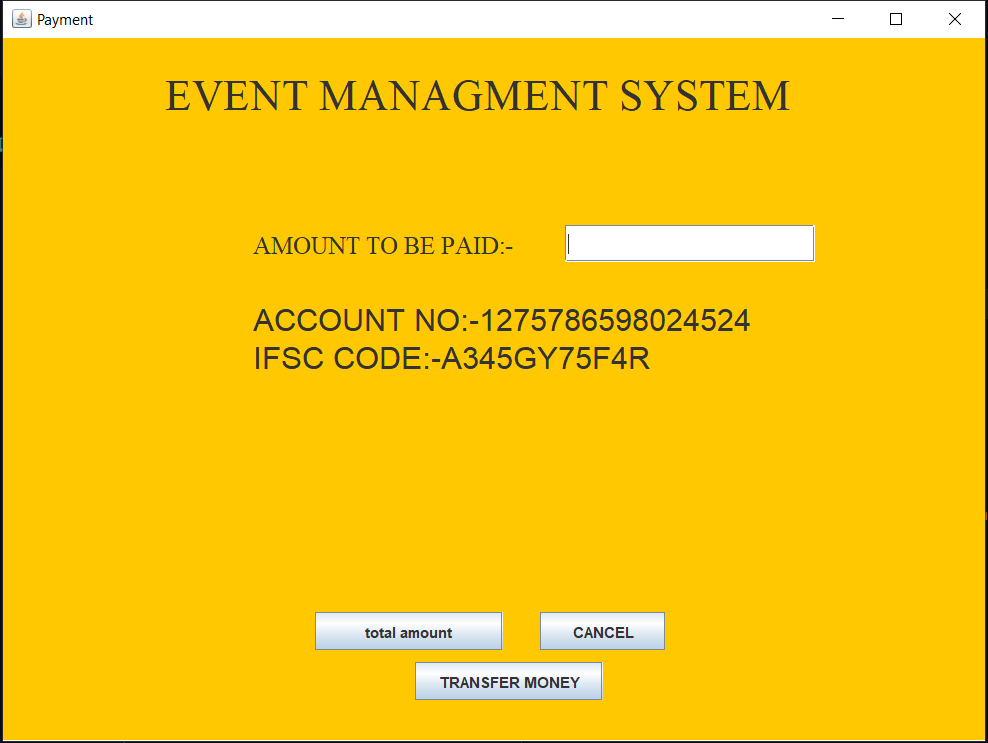 Payment
EVENT MANAGMENT SYSTEM
AMOUNT TO BE PAID:-
ACCOUNT NO:-1275786598024524
IFSC CODE:-A345GY75F4R
total amount CANCEL
TRANSFER MONEY